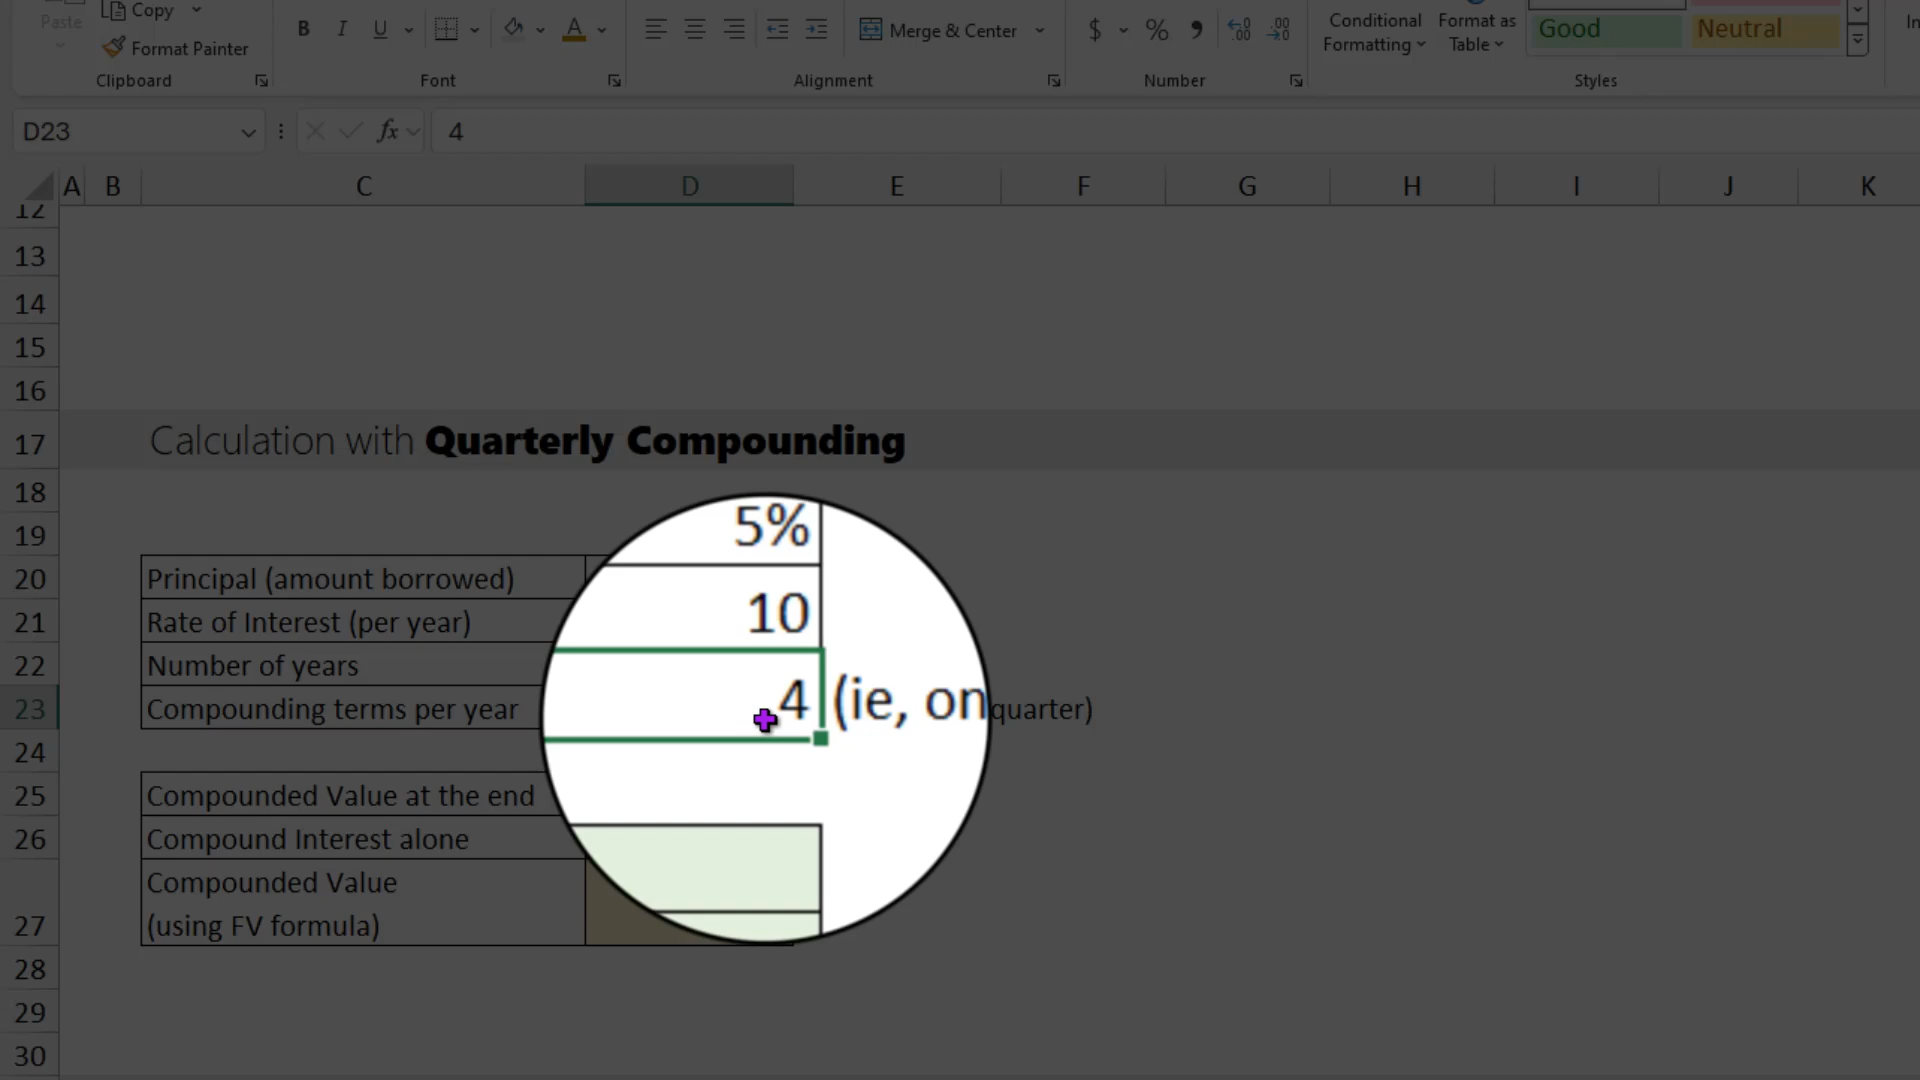 Paste
Copy
Format Painter
Clipboard
B I U
A
Font
Merge & Center
Alignment
$ % ,
Number
Conditional Formatting
Format as Table
Good
Neutral
Styles
D23
fx
4
A B C D E F G H I J K
12
13
14
15
16
17 Calculation with Quarterly Compounding
18
19
5%
20 Principal (amount borrowed)
21 Rate of Interest (per year)
10
22 Number of years
23 Compounding terms per year 4 (ie, on quarter)
24
25 Compounded Value at the end
26 Compound Interest alone
Compounded Value
27 (using FV formula)
28
29
30